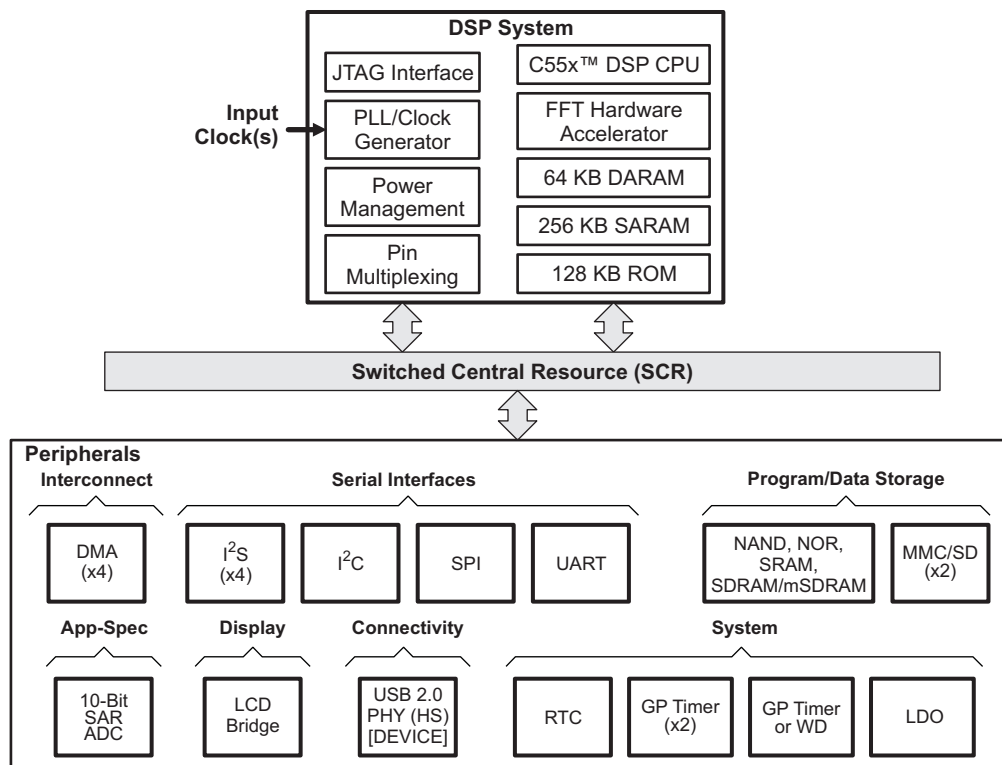 DSP System
JTAG Interface
C55x™ DSP CPU
Input
Clock(s)
PLL/Clock
Generator
FFT Hardware
Accelerator
Power
Management
64 KB DARAM
256 KB SARAM
Pin
Multiplexing
128 KB ROM
Switched Central Resource (SCR)
Peripherals
Interconnect
Serial Interfaces
Program/Data Storage
DMA
(x4)
I²S
(x4)
I²C
SPI
UART
NAND, NOR,
SRAM,
SDRAM/mSDRAM
MMC/SD
(x2)
App-Spec
Display
Connectivity
System
10-Bit
SAR
ADC
LCD
Bridge
USB 2.0
PHY (HS)
[DEVICE]
RTC
GP Timer
(x2)
GP Timer
or WD
LDO